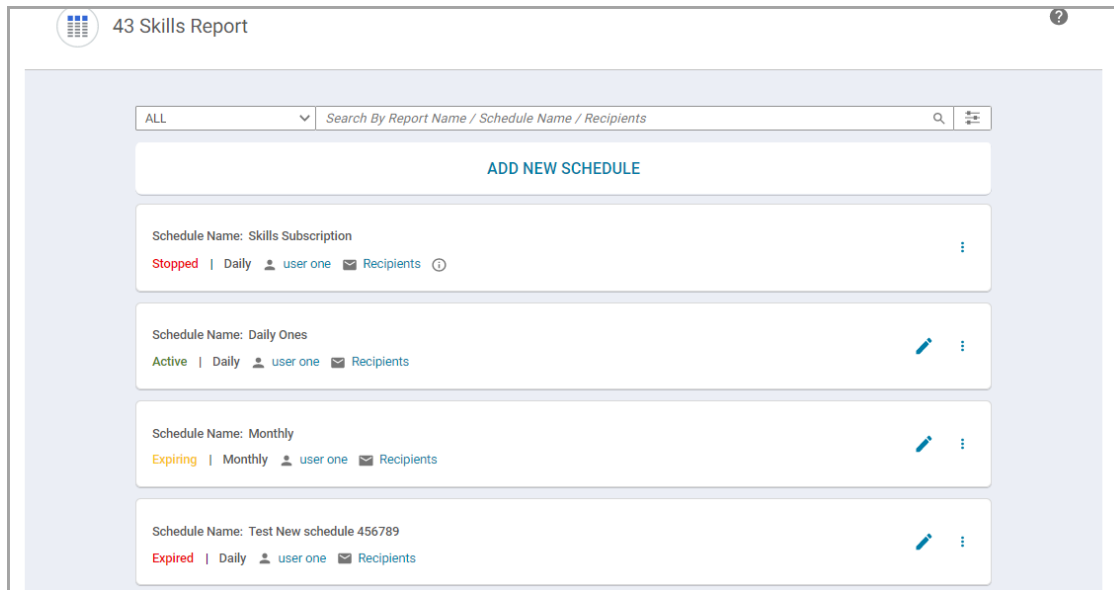 43 Skills Report
ALL
Search By Report Name / Schedule Name / Recipients
ADD NEW SCHEDULE
Schedule Name: Skills Subscription
Stopped | Daily user one Recipients
Schedule Name: Daily Ones
Active | Daily user one Recipients
Schedule Name: Monthly
Expiring | Monthly user one Recipients
Schedule Name: Test New schedule 456789
Expired | Daily user one Recipients